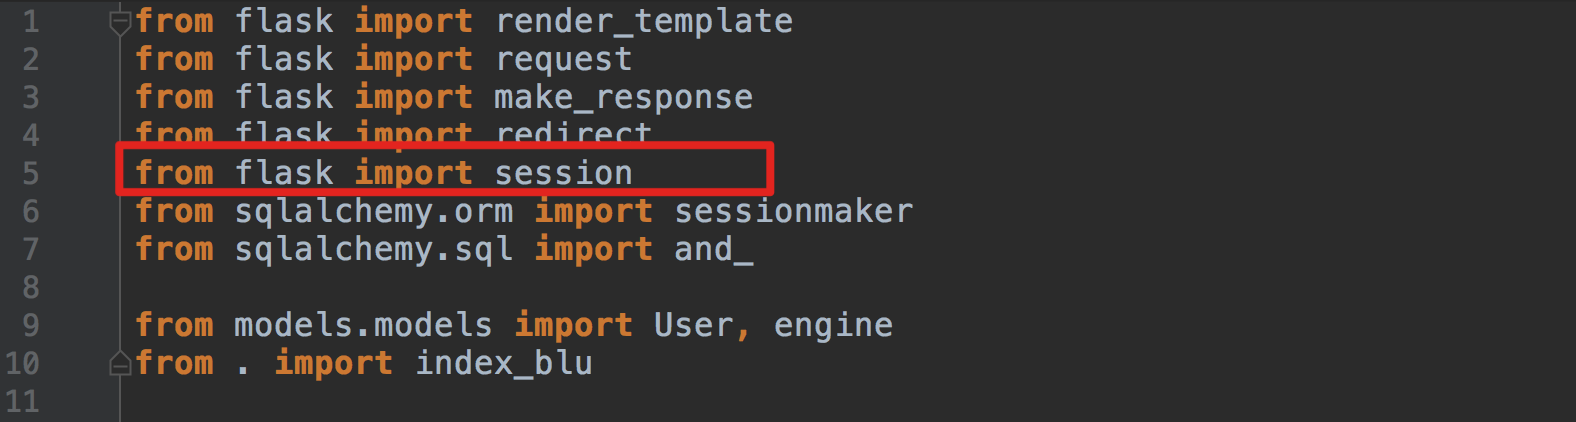 1 from flask import render_template
2 from flask import request
3 from flask import make_response
4 from flask import redirect
5 from flask import session
6 from sqlalchemy.orm import sessionmaker
7 from sqlalchemy.sql import and_
8
9 from models.models import User, engine
10 from . import index_blu
11